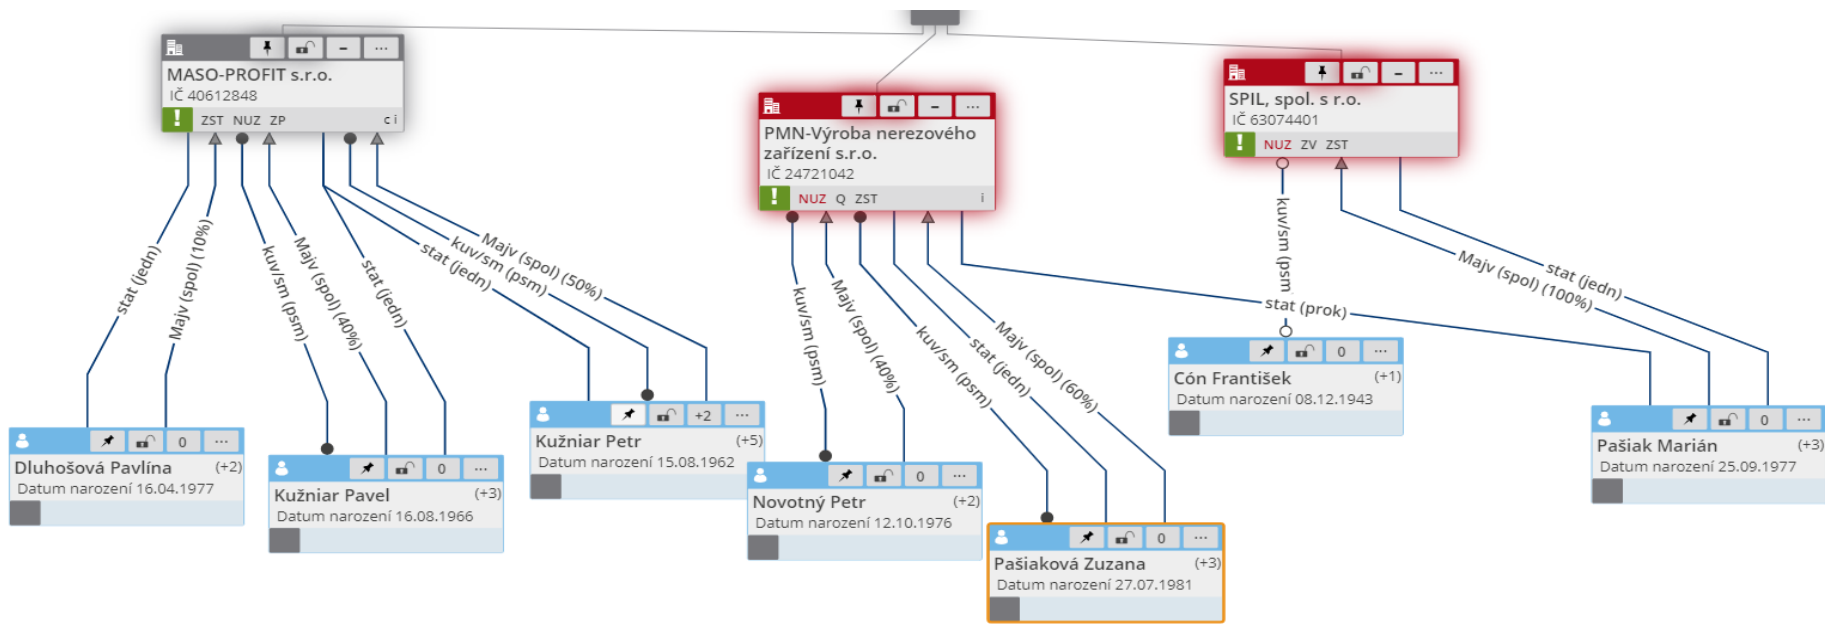 MASO-PROFIT s.r.o.
IČ 40612848
! ZST NUZ ZP c i
PMN-Výroba nerezového
zařízení s.r.o.
IČ 24721042
! NUZ Q ZST i
SPIL, spol. s r.o.
IČ 63074401
! NUZ ZV ZST
stat (jedn)
Majv (spol) (10%)
kuv/sm (psm)
Majv (spol) (40%)
stat (jedn)
stat (jedn)
kuv/sm (psm)
Majv (spol) (50%)
kuv/sm (psm)
Majv (spol) (40%)
kuv/sm (psm)
stat (jedn)
Majv (spol) (60%)
stat (prok)
kuv/sm (psm
Majv (spol) (100%)
stat (jedn)
0
Dluhošová Pavlína (+2)
Datum narození 16.04.1977
0
Kužniar Pavel (+3)
Datum narození 16.08.1966
+2
Kužniar Petr (+5)
Datum narození 15.08.1962
0
Novotný Petr (+2)
Datum narození 12.10.1976
0
Pašiaková Zuzana (+3)
Datum narození 27.07.1981
0
Cón František (+1)
Datum narození 08.12.1943
0
Pašiak Marián (+3)
Datum narození 25.09.1977